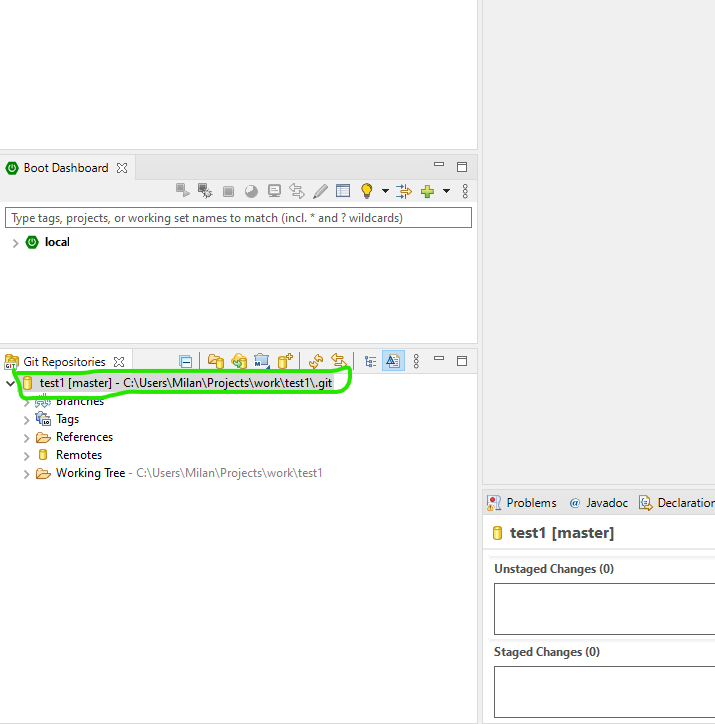 Boot Dashboard
Type tags, projects, or working set names to match (incl. * and ? wildcards)
local
Git Repositories
GIT
test1 [master] - C:\Users\Milan\Projects\work\test1\.git
Branches
Tags
References
Remotes
Working Tree - C:\Users\Milan\Projects\work\test1
Problems @ Javadoc Declaration
test1 [master]
Unstaged Changes (0)
Staged Changes (0)